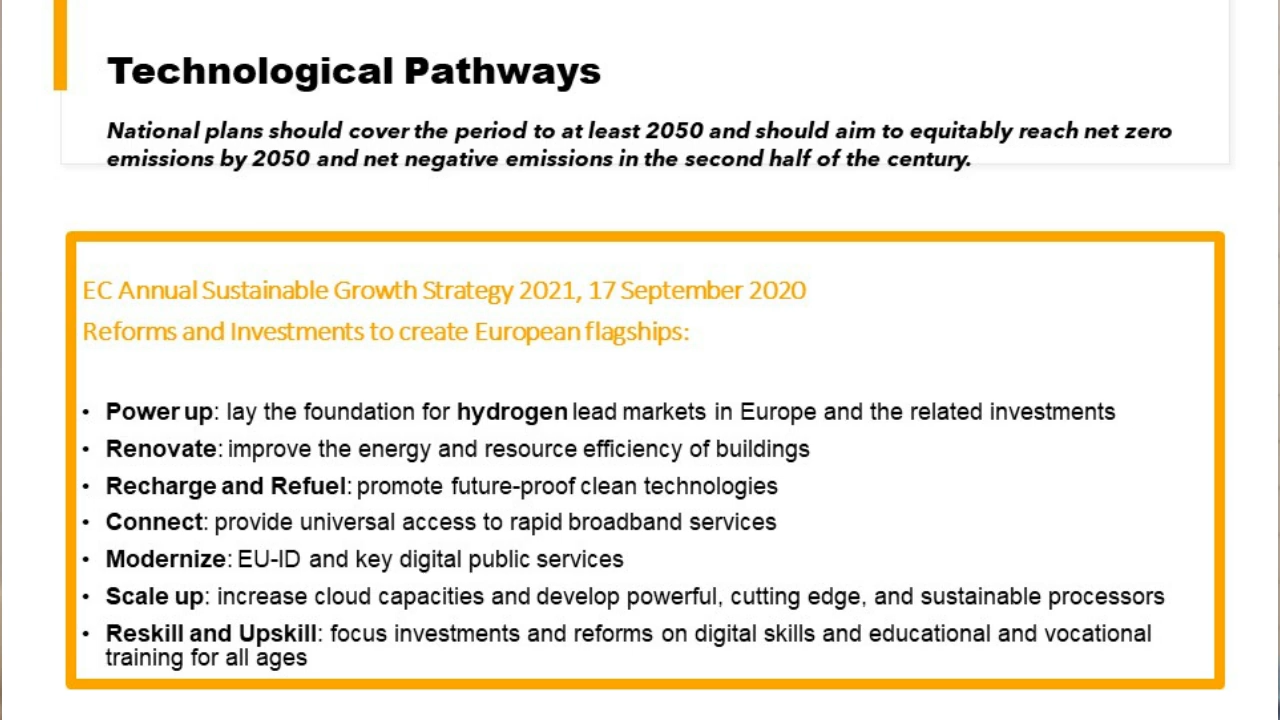 Technological Pathways
National plans should cover the period to at least 2050 and should aim to equitably reach net zero
emissions by 2050 and net negative emissions in the second half of the century.
EC Annual Sustainable Growth Strategy 2021, 17 September 2020
Reforms and Investments to create European flagships:
• Power up: lay the foundation for hydrogen lead markets in Europe and the related investments
• Renovate: improve the energy and resource efficiency of buildings
• Recharge and Refuel: promote future-proof clean technologies
• Connect: provide universal access to rapid broadband services
• Modernize: EU-ID and key digital public services
• Scale up: increase cloud capacities and develop powerful, cutting edge, and sustainable processors
• Reskill and Upskill: focus investments and reforms on digital skills and educational and vocational
training for all ages